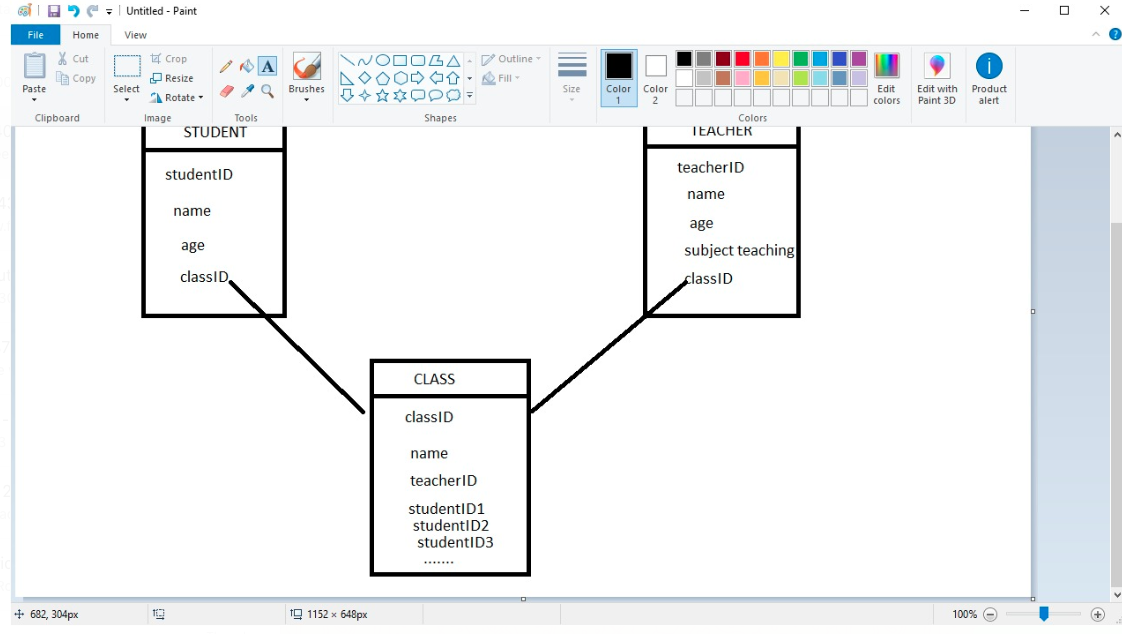 Untitled - Paint
File Home View
Paste
Cut
Copy
Clipboard
Select
Crop
Resize
Rotate
Image
A
Tools
Brushes
Outline
Fill
Shapes
Size
Color 1
Color 2
Edit colors
Edit with Paint 3D
Product alert
Colors
STUDENT
studentID
name
age
classID
TEACHER
teacherID
name
age
subject teaching
classID
CLASS
classID
name
teacherID
studentID1
studentID2
studentID3
.......
682, 304px
1152 × 648px
100%